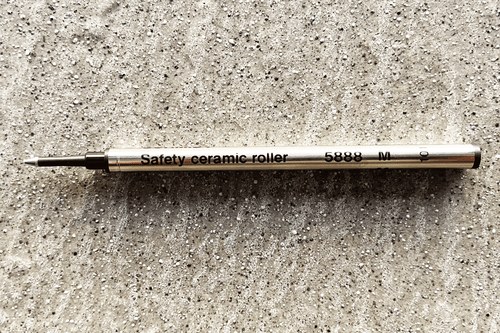 Safety ceramic roller 5888 M